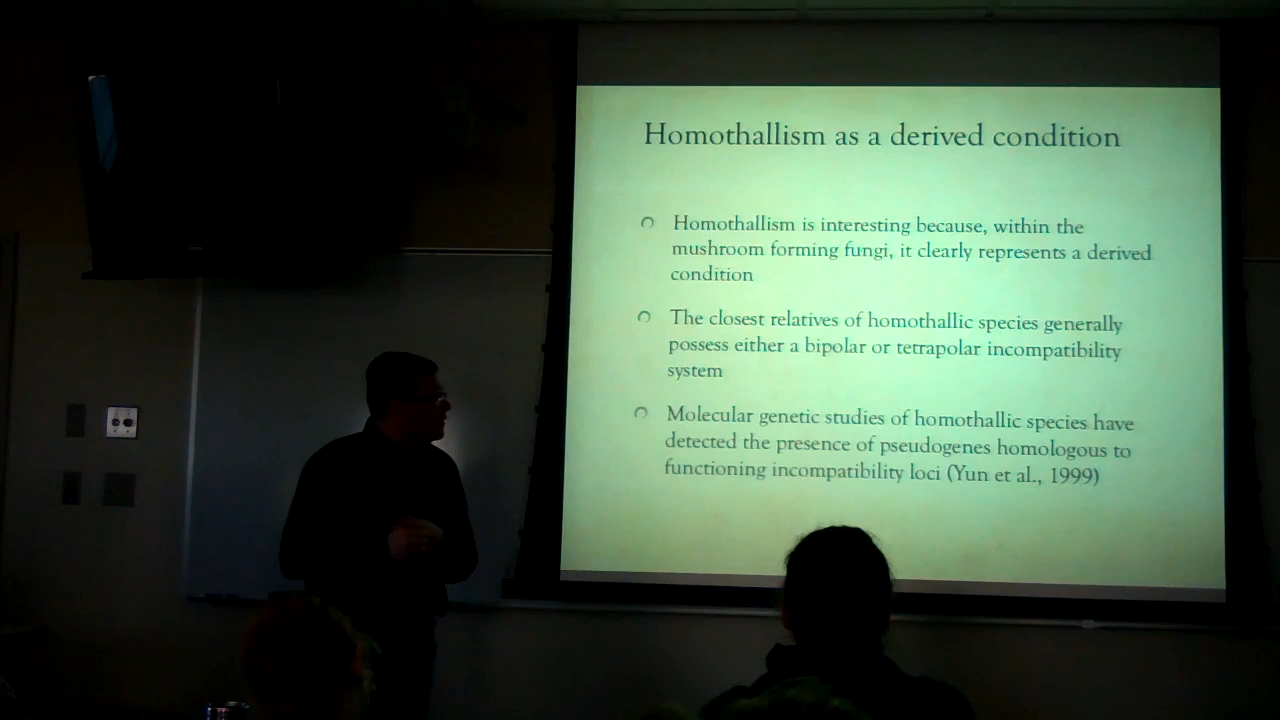 Homothallism as a derived condition
Homothallism is interesting because, within the
mushroom forming fungi, it clearly represents a derived
condition
The closest relatives of homothallic species generally
possess either a bipolar or tetrapolar incompatibility
system
Molecular genetic studies of homothallic species have
detected the presence of pseudogenes homologous to
functioning incompatibility loci (Yun et al., 1999)